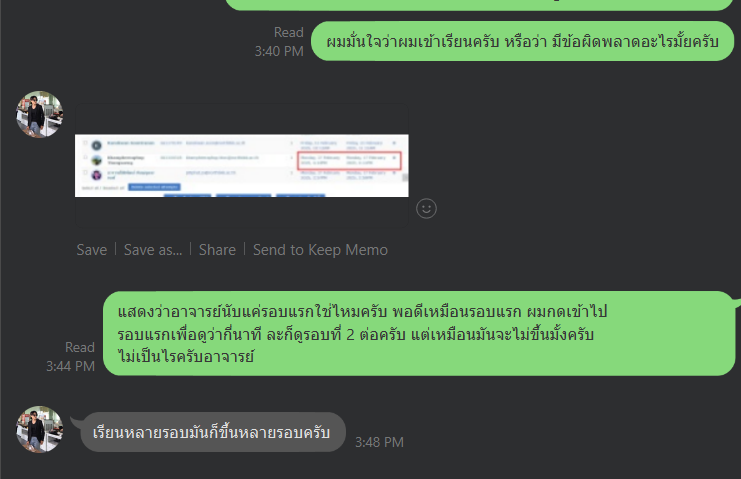 Read
3:40 PM
ผมมั่นใจว่าผมเข้าเรียนครับ หรือว่า มีข้อผิดพลาดอะไรมั้ยครับ
Save
Save as...
Share
Send to Keep Memo
แสดงว่าอาจารย์นับแค่รอบแรกใช่ไหมครับ พอดีเหมือนรอบแรก ผมกดเข้าไป
รอบแรกเพื่อดูว่ากี่นาที ละก็ดูรอบที่ 2 ต่อครับ แต่เหมือนมันจะไม่ขึ้นมั้งครับ
ไม่เป็นไรครับอาจารย์
Read
3:44 PM
เรียนหลายรอบมันก็ขึ้นหลายรอบครับ
3:48 PM